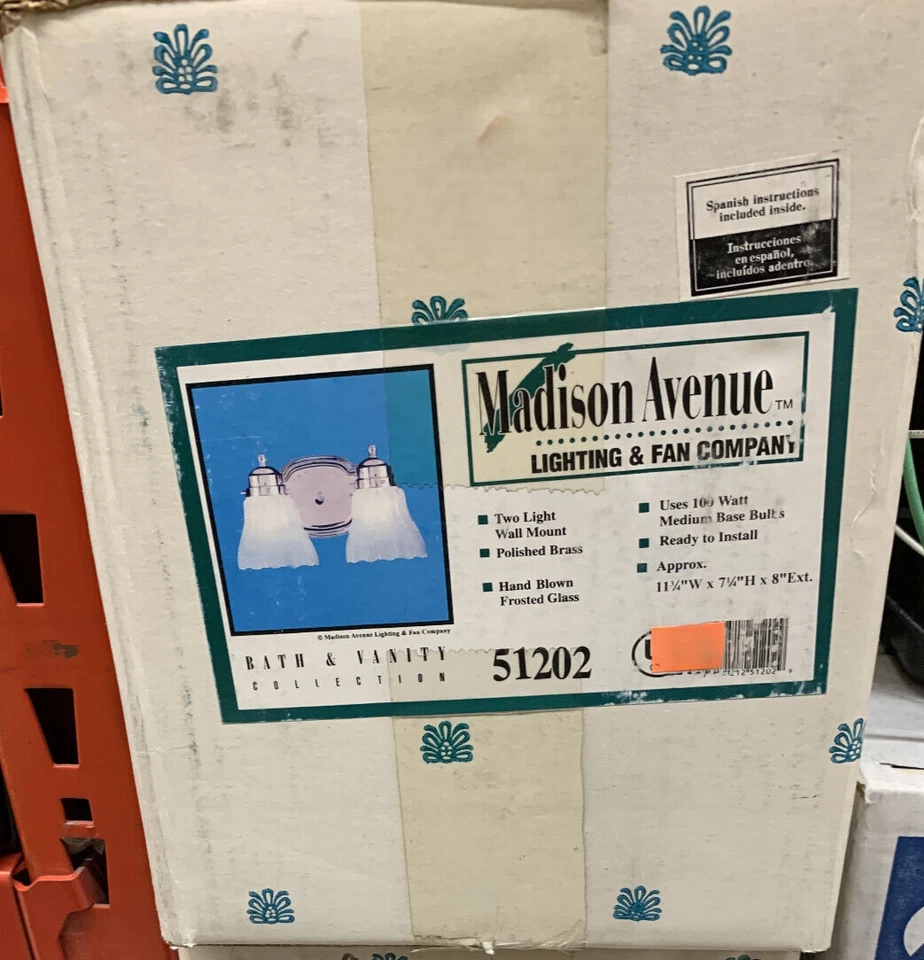 Spanish instructions
included inside.
Instrucciones
en español,
incluídos adentro
Madison Avenue™
LIGHTING & FAN COMPANY
Two Light
Wall Mount
Polished Brass
Hand Blown
Frosted Glass
Uses 100 Watt
Medium Base Bulbs
Ready to Install
Approx.
11¾"W x 7¼"H x 8"Ext.
© Madison Avenue Lighting & Fan Company
BATH & VANITY
COLLECTION
51202